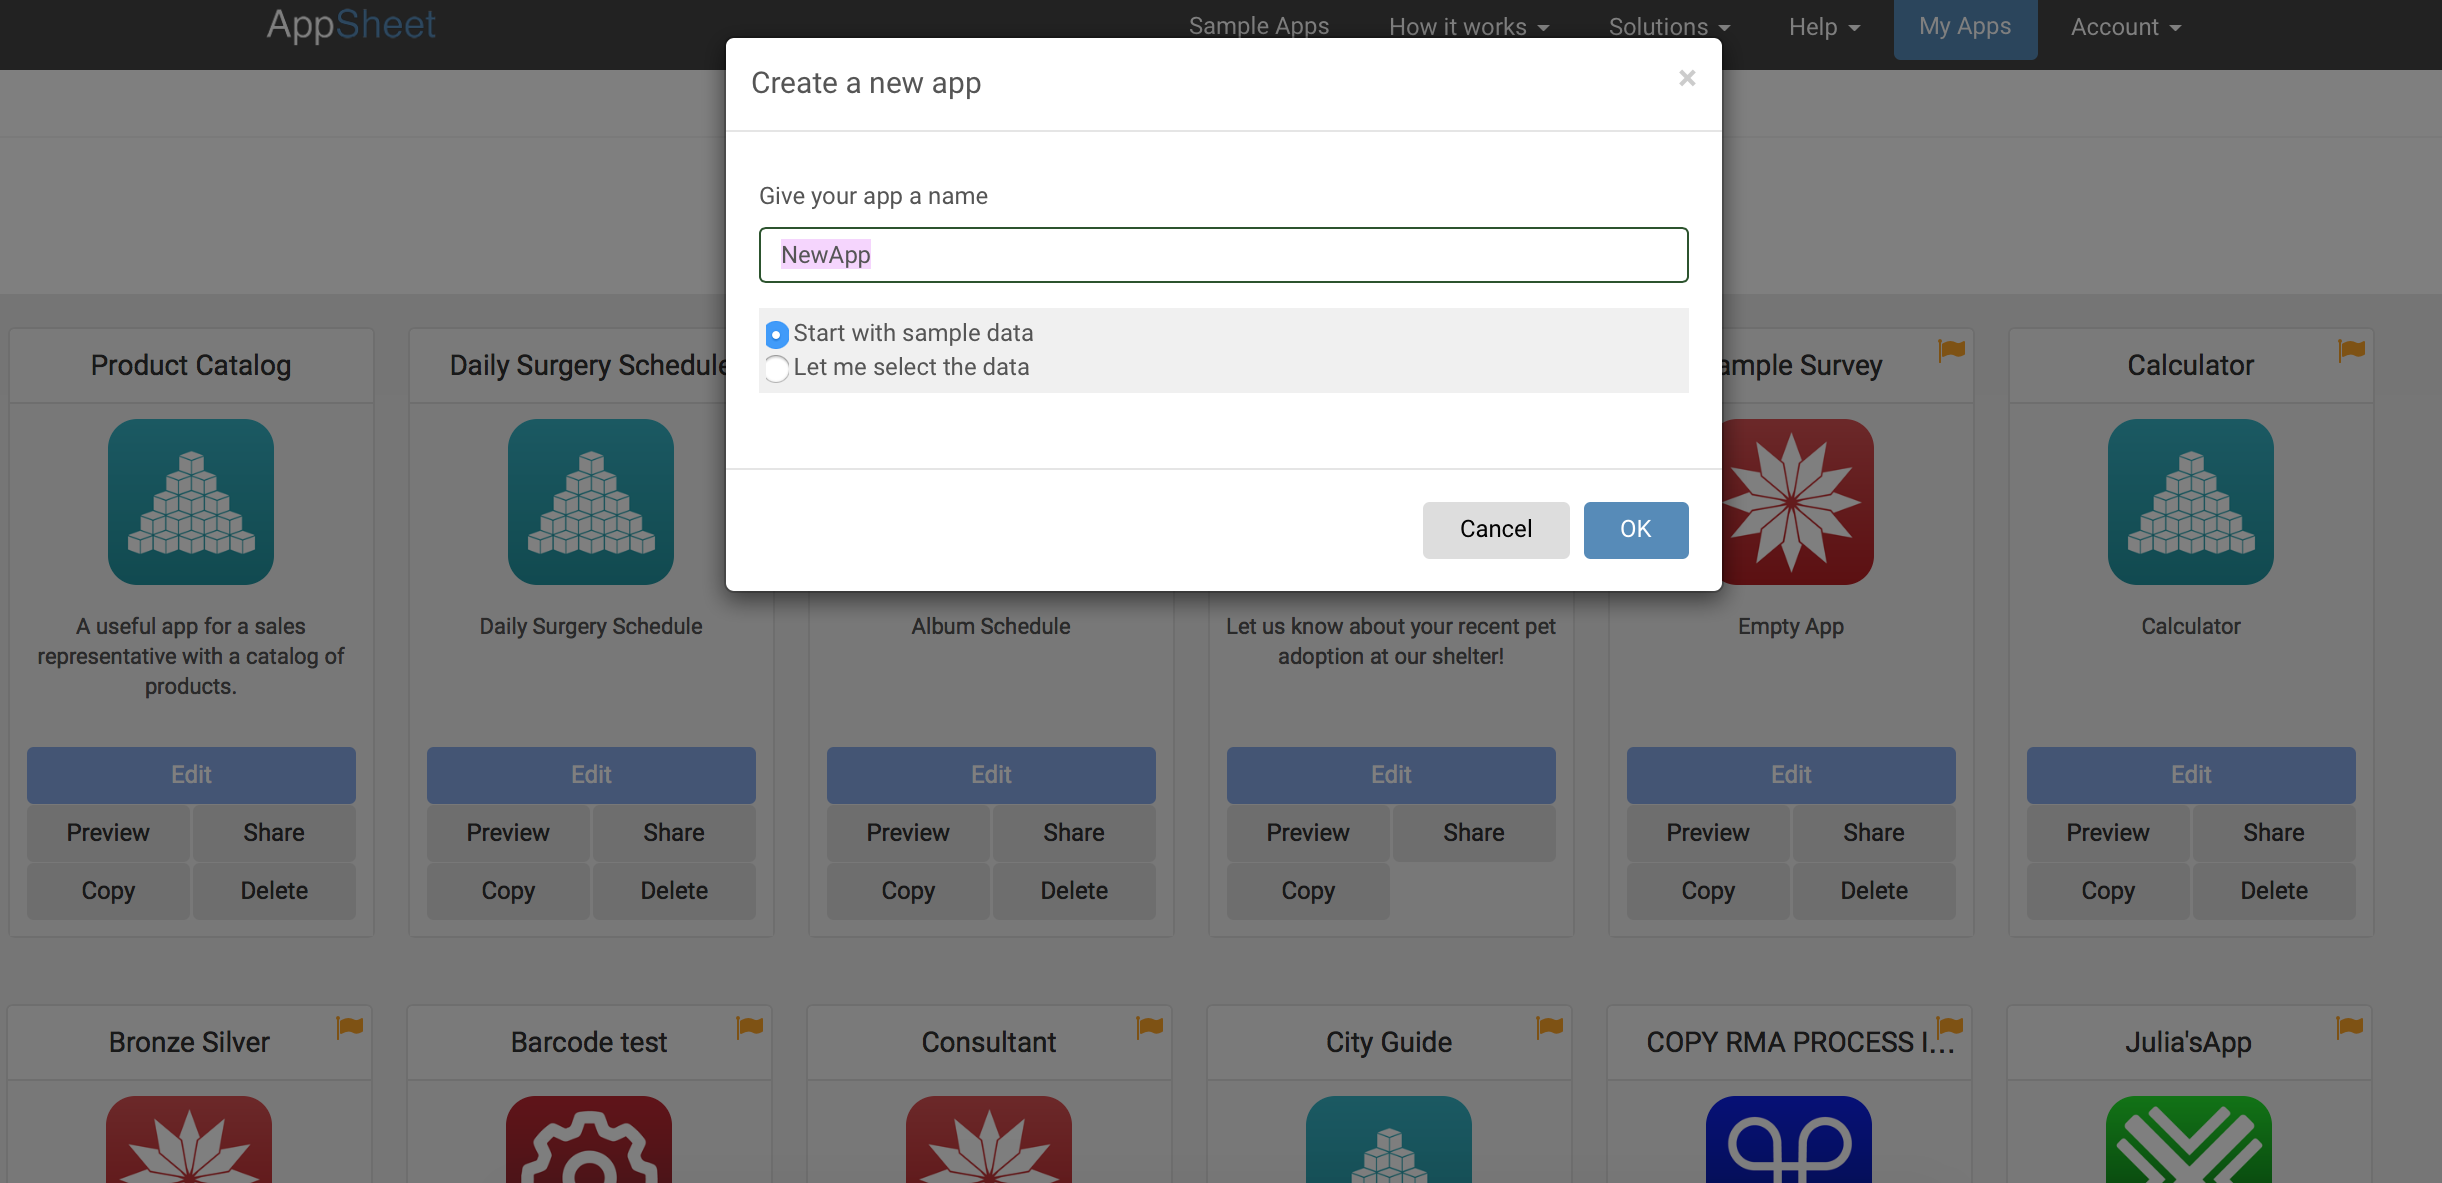 AppSheet
Sample Apps
How it works
Solutions
Help
My Apps
Account
Create a new app
×
Give your app a name
NewApp
Start with sample data
Let me select the data
Cancel
OK
Product Catalog
Daily Surgery Schedule
ample Survey
Calculator
A useful app for a sales
representative with a catalog of
products.
Daily Surgery Schedule
Album Schedule
Let us know about your recent pet
adoption at our shelter!
Empty App
Calculator
Edit
Edit
Edit
Edit
Edit
Edit
Preview
Share
Preview
Share
Preview
Share
Preview
Share
Preview
Share
Preview
Share
Copy
Delete
Copy
Delete
Copy
Delete
Copy
Copy
Delete
Copy
Delete
Bronze Silver
Barcode test
Consultant
City Guide
COPY RMA PROCESS I...
Julia'sApp